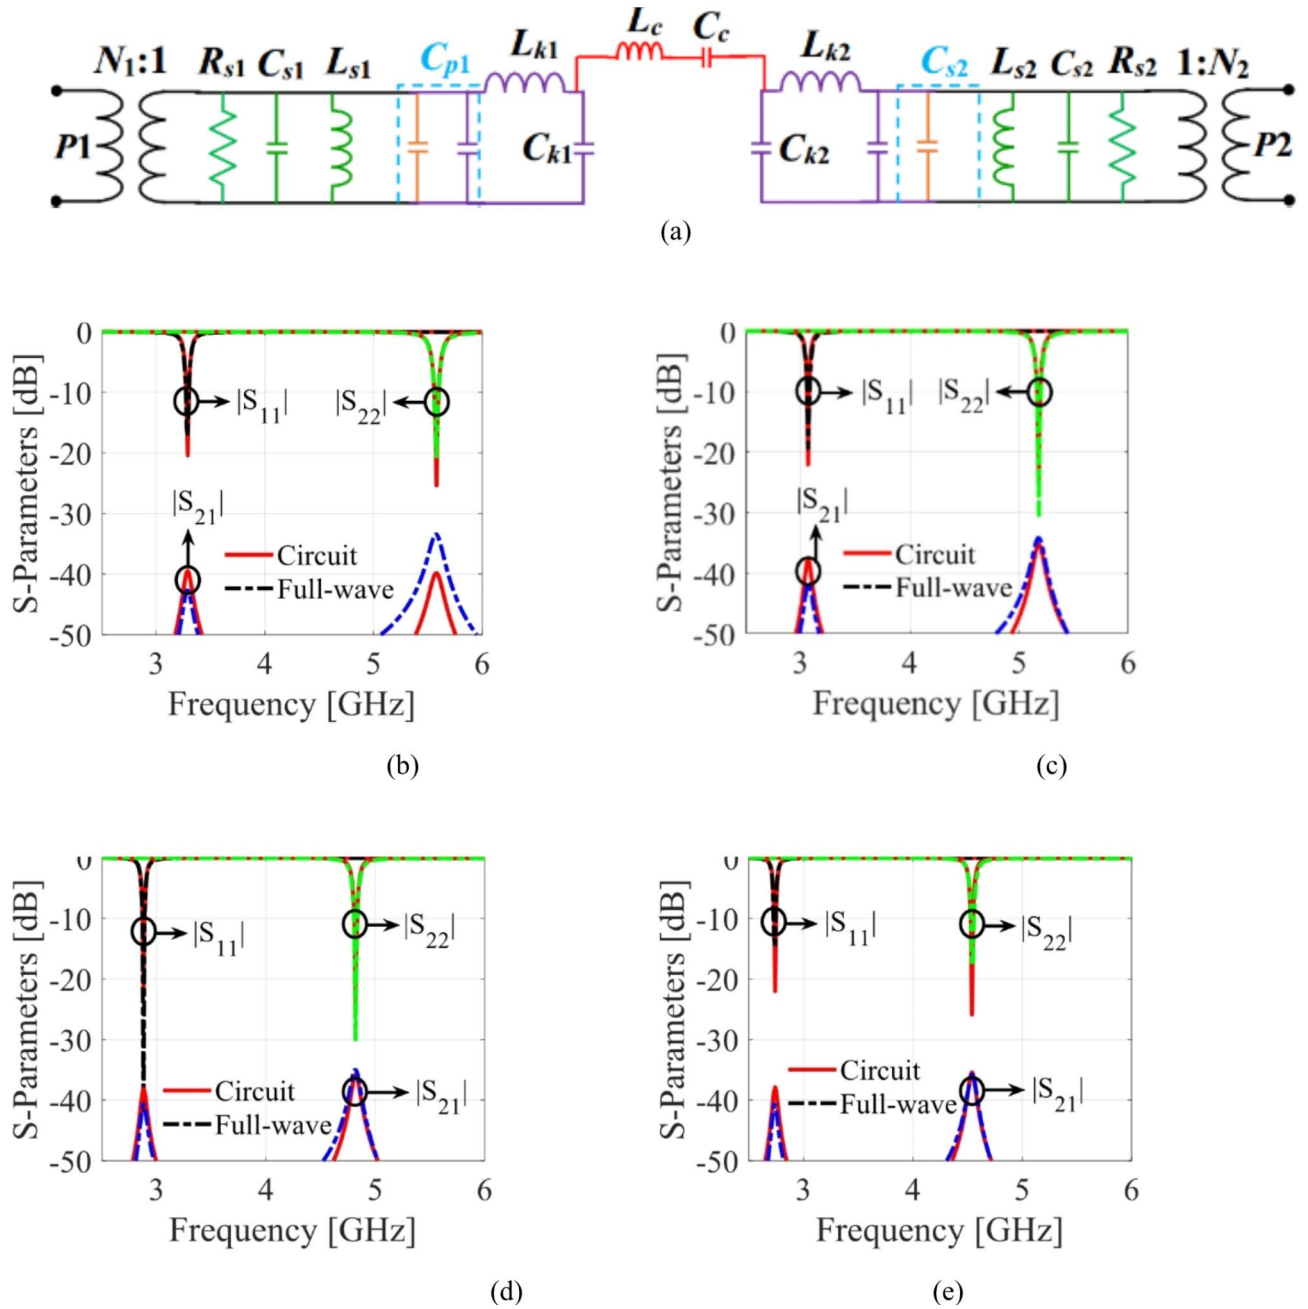 N1:1 Rs1 Cs1 Ls1 Cp1 Lk1 Lc Cc Lk2 Cs2 Ls2 Cs2 Rs2 1:N2
P1 Ck1 Ck2 P2
(a)
0
-10
-20
-30
-40
-50
3 4 5 6
S-Parameters [dB]
Frequency [GHz]
|S11|
|S22|
|S21|
Circuit
Full-wave
(b)
0
-10
-20
-30
-40
-50
3 4 5 6
S-Parameters [dB]
Frequency [GHz]
|S11|
|S22|
|S21|
Circuit
Full-wave
(c)
0
-10
-20
-30
-40
-50
3 4 5 6
S-Parameters [dB]
Frequency [GHz]
|S11|
|S22|
|S21|
Circuit
Full-wave
(d)
0
-10
-20
-30
-40
-50
3 4 5 6
S-Parameters [dB]
Frequency [GHz]
|S11|
|S22|
|S21|
Circuit
Full-wave
(e)